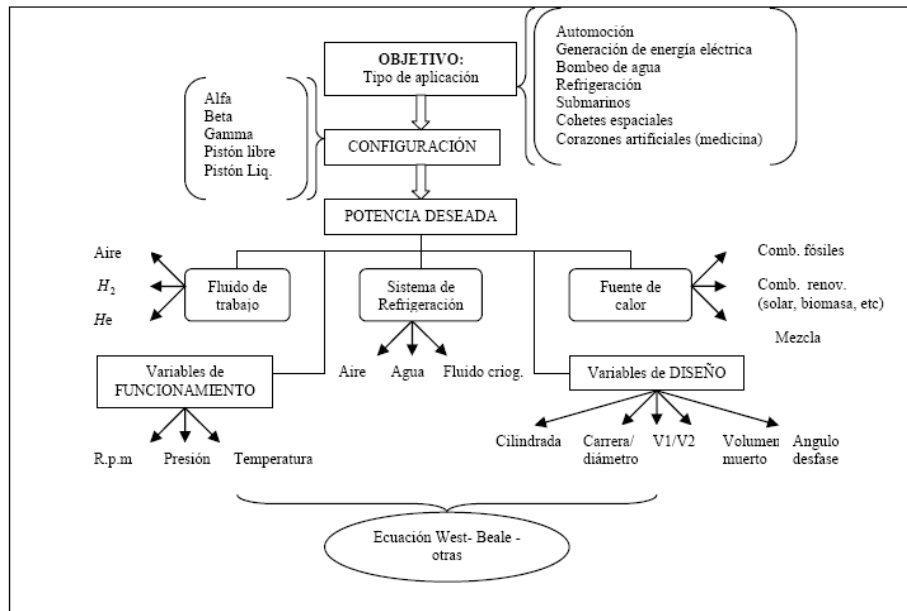 OBJETIVO:
Tipo de aplicación
Automoción
Generación de energía eléctrica
Bombeo de agua
Refrigeración
Submarinos
Cohetes espaciales
Corazones artificiales (medicina)
Alfa
Beta
Gamma
Pistón libre
Pistón Liq.
CONFIGURACIÓN
POTENCIA DESEADA
Aire
H₂
He
Fluido de
trabajo
Sistema de
Refrigeración
Fuente de
calor
Comb. fósiles
Comb. renov.
(solar, biomasa, etc)
Mezcla
Aire Agua Fluido criog.
Variables de
FUNCIONAMIENTO
Variables de DISEÑO
R.p.m Presión Temperatura
Cilindrada
Carrera/
diámetro
V1/V2
Volumen
muerto
Angulo
desfase
Ecuación West- Beale -
otras